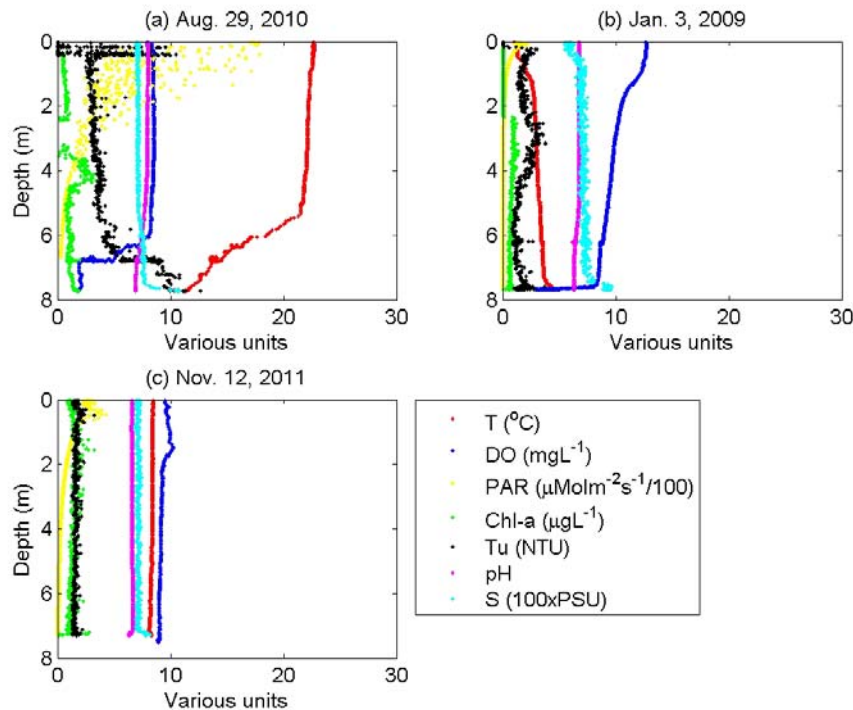 (a) Aug. 29, 2010
(b) Jan. 3, 2009
0
2
4
6
8
Depth (m)
0
10
20
30
Various units
0
2
4
6
8
Depth (m)
0
10
20
30
Various units
(c) Nov. 12, 2011
0
2
4
6
8
Depth (m)
0
10
20
30
Various units
T (°C)
DO (mgL⁻¹)
PAR (μMolm⁻²s⁻¹/100)
Chl-a (μgL⁻¹)
Tu (NTU)
pH
S (100xPSU)